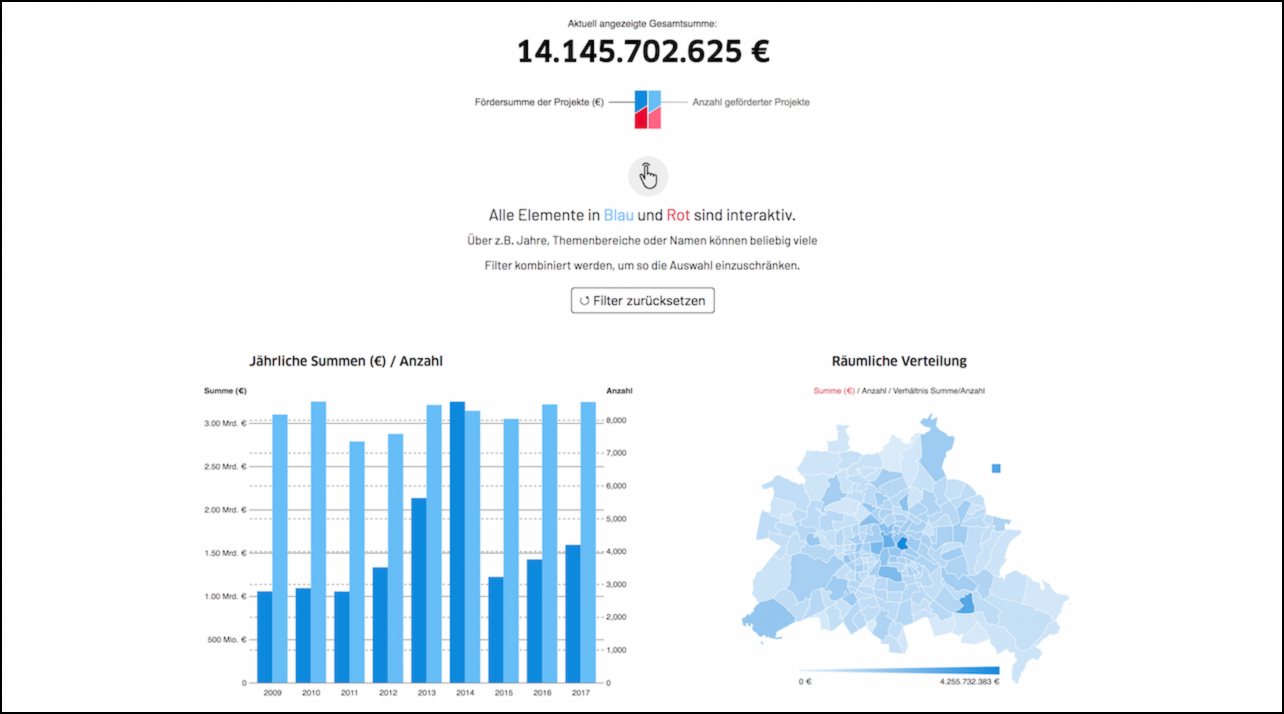 Aktuell angezeigte Gesamtsumme:
14.145.702.625 €
Fördersumme der Projekte (€)
Anzahl geförderter Projekte
Alle Elemente in Blau und Rot sind interaktiv.
Über z.B. Jahre, Themenbereiche oder Namen können beliebig viele
Filter kombiniert werden, um so die Auswahl einzuschränken.
Filter zurücksetzen
Jährliche Summen (€) / Anzahl
Summe (€)
Anzahl
3.00 Mrd. €
2.50 Mrd. €
2.00 Mrd. €
1.50 Mrd. €
1.00 Mrd. €
500 Mio. €
0
8,000
7,000
6,000
5,000
4,000
3,000
2,000
1,000
0
2009 2010 2011 2012 2013 2014 2015 2016 2017
Räumliche Verteilung
Summe (€) / Anzahl / Verhältnis Summe/Anzahl
0 € 4.255.732.383 €